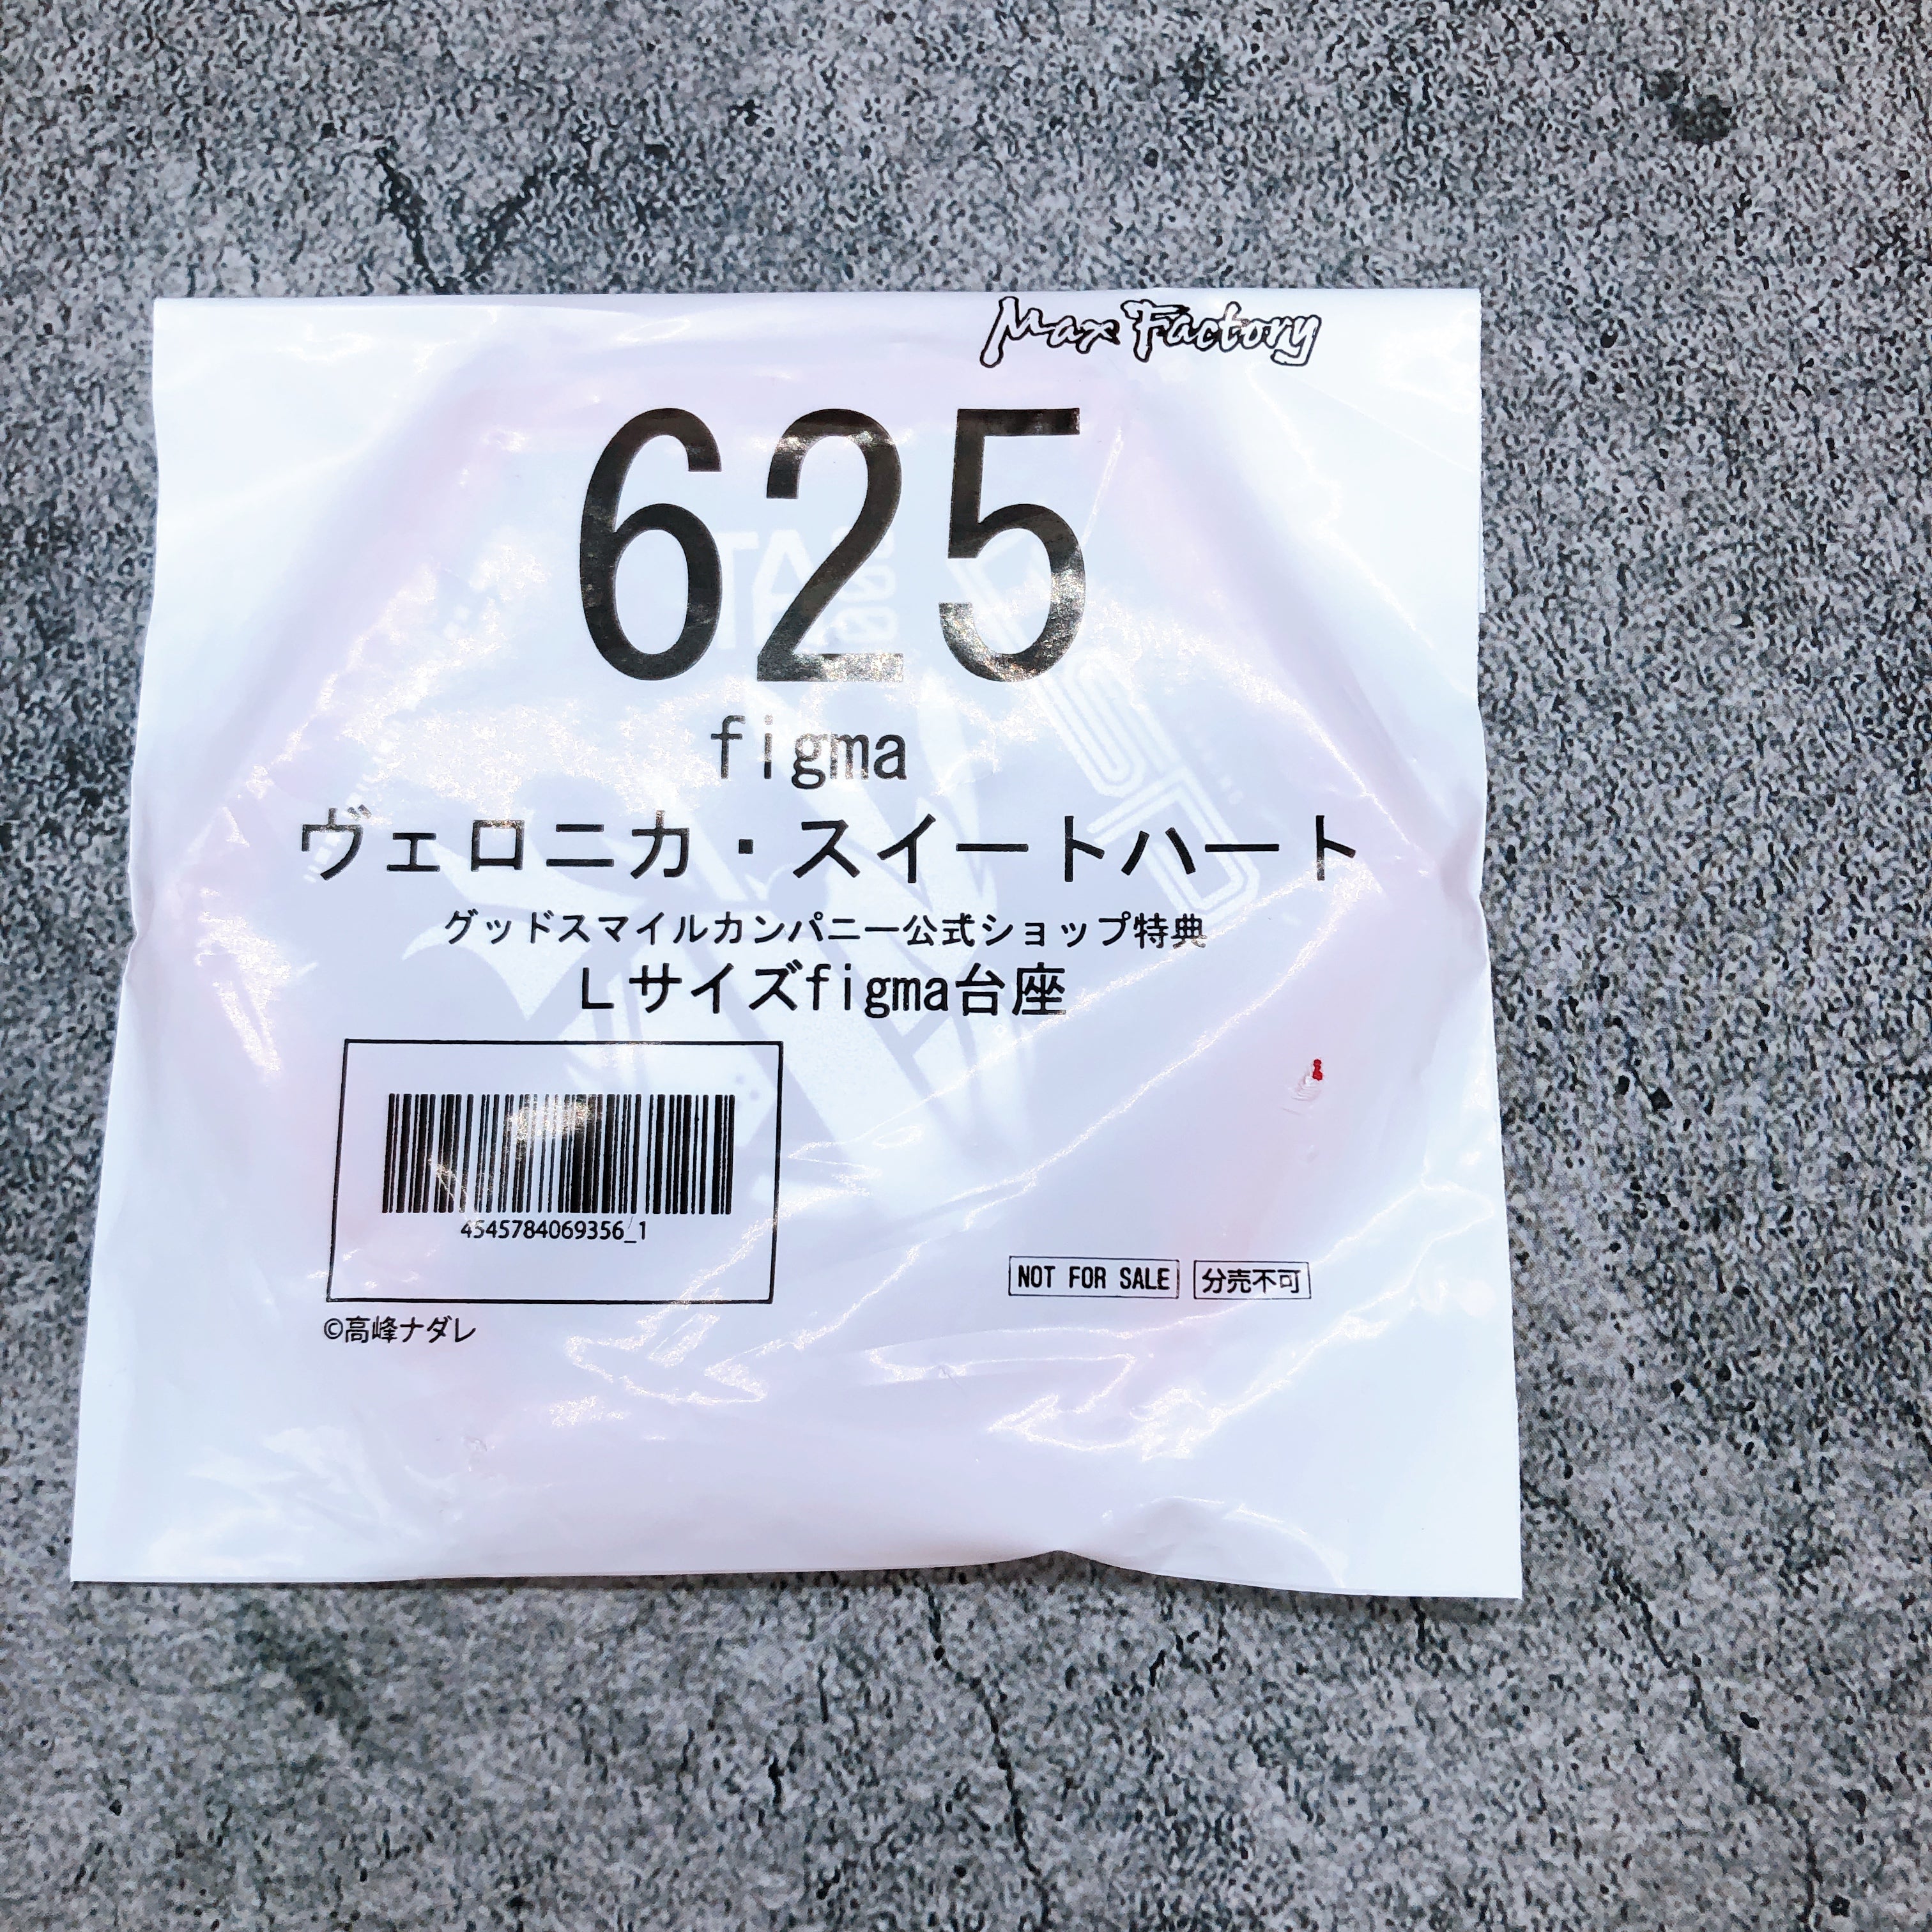 Max Factory
625
figma
ヴェロニカ・スイートハート
グッドスマイルカンパニー公式ショップ特典
Lサイズfigma台座
4545784069356_1
NOT FOR SALE 分売不可
©高峰ナダレ